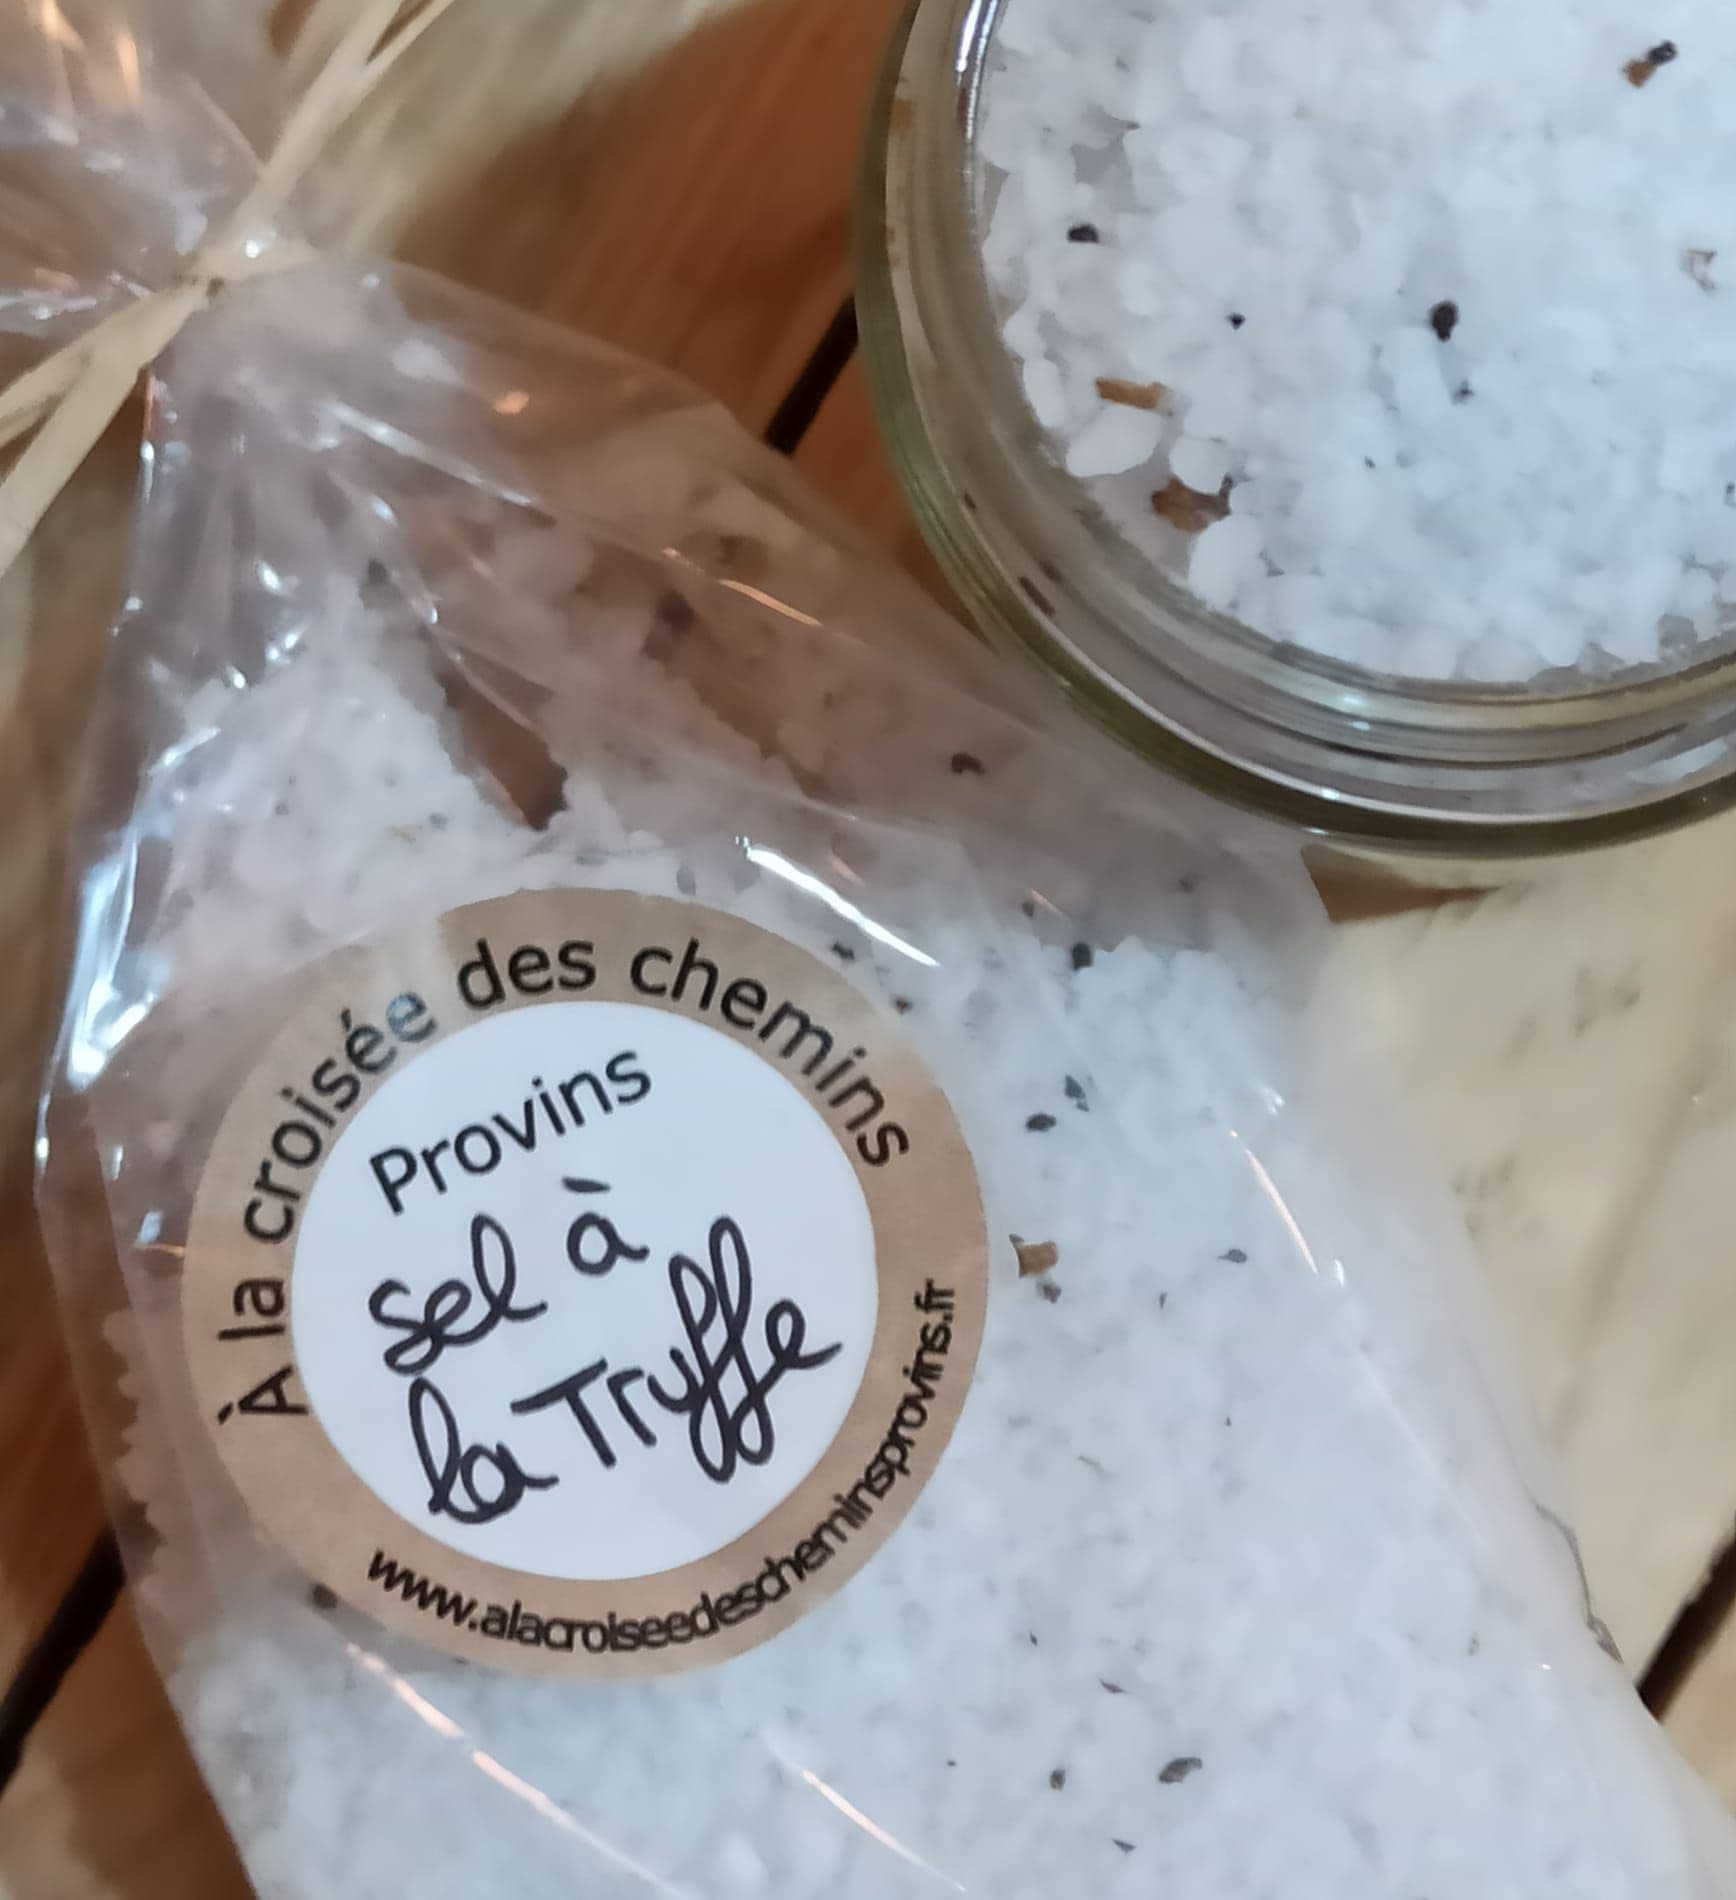 À la croisée des chemins
Provins
sel à
la Truffe
www.alacroiseedescheminsprovins.fr